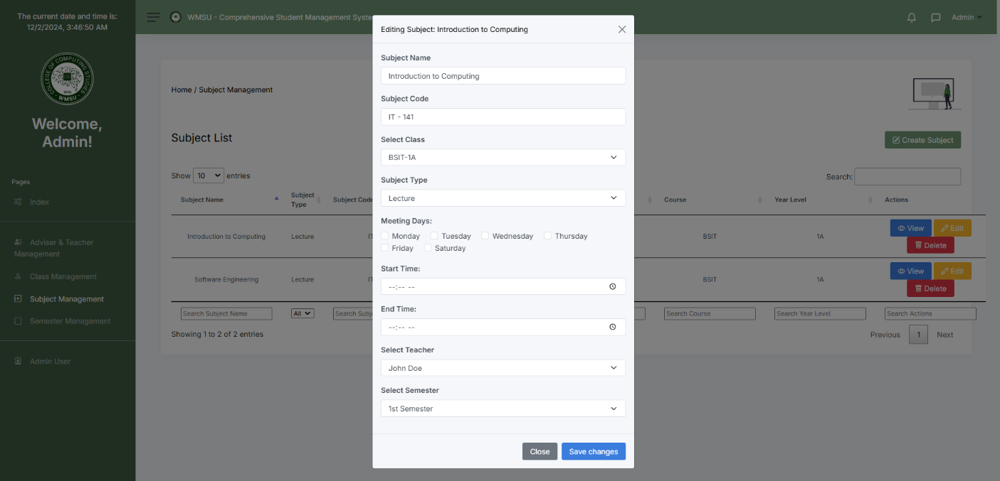 The current date and time is:
12/2/2024, 3:46:50 AM
COLLEGE OF COMPUTING STUDIES
WMSU
Welcome,
Admin!
Pages
Index
Adviser & Teacher
Management
Class Management
Subject Management
Semester Management
Admin User
WMSU - Comprehensive Student Management Syste
Admin
Home / Subject Management
Subject List
Create Subject
Show 10 entries
Search:
Subject Name Subject Type Subject Code Course Year Level Actions
Introduction to Computing Lecture IT BSIT 1A View Edit
Delete
Software Engineering Lecture IT BSIT 1A View Edit
Delete
Search Subject Name All Search Subj Search Course Search Year Level Search Actions
Showing 1 to 2 of 2 entries
Previous 1 Next
Editing Subject: Introduction to Computing
Subject Name
Introduction to Computing
Subject Code
IT - 141
Select Class
BSIT-1A
Subject Type
Lecture
Meeting Days:
Monday Tuesday Wednesday Thursday
Friday Saturday
Start Time:
--:-- --
End Time:
--:-- --
Select Teacher
John Doe
Select Semester
1st Semester
Close Save changes